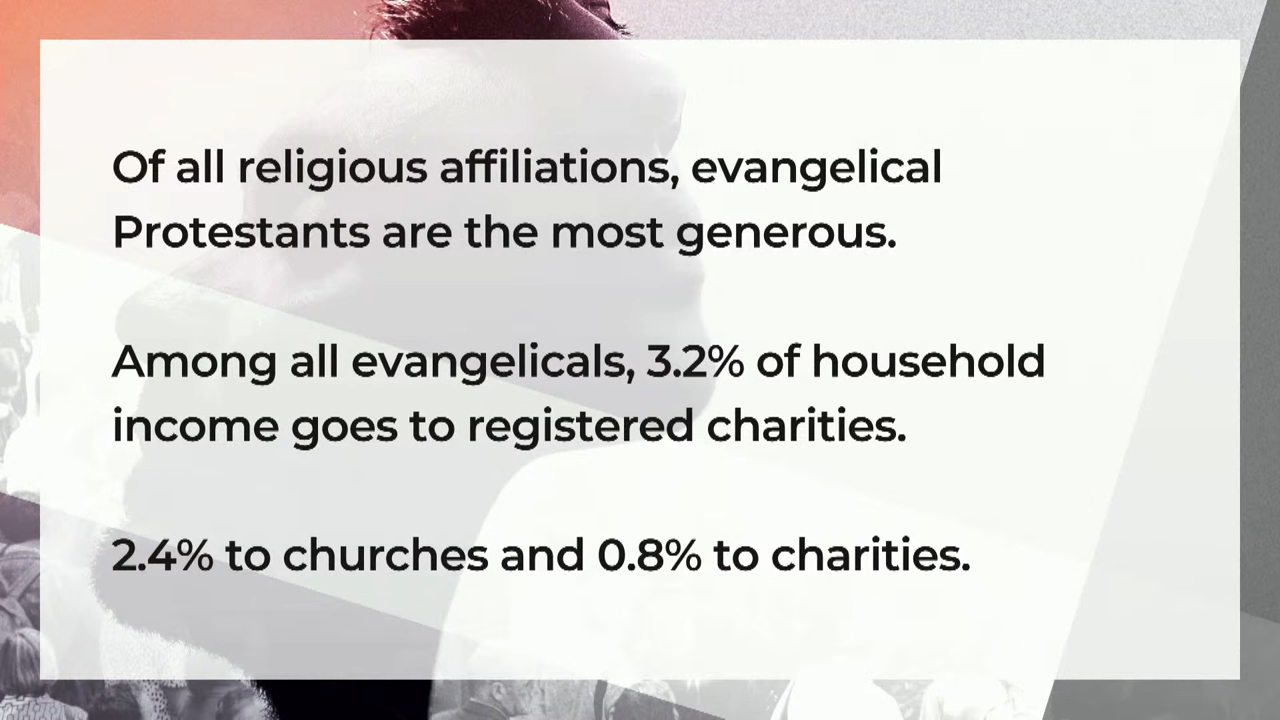 Of all religious affiliations, evangelical
Protestants are the most generous.
Among all evangelicals, 3.2% of household
income goes to registered charities.
2.4% to churches and 0.8% to charities.